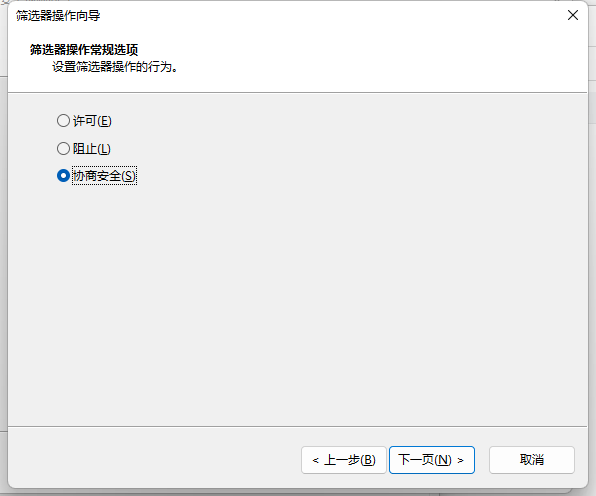 筛选器操作向导
筛选器操作常规选项
设置筛选器操作的行为。
许可(E)
阻止(L)
协商安全(S)
< 上一步(B) 下一页(N) > 取消